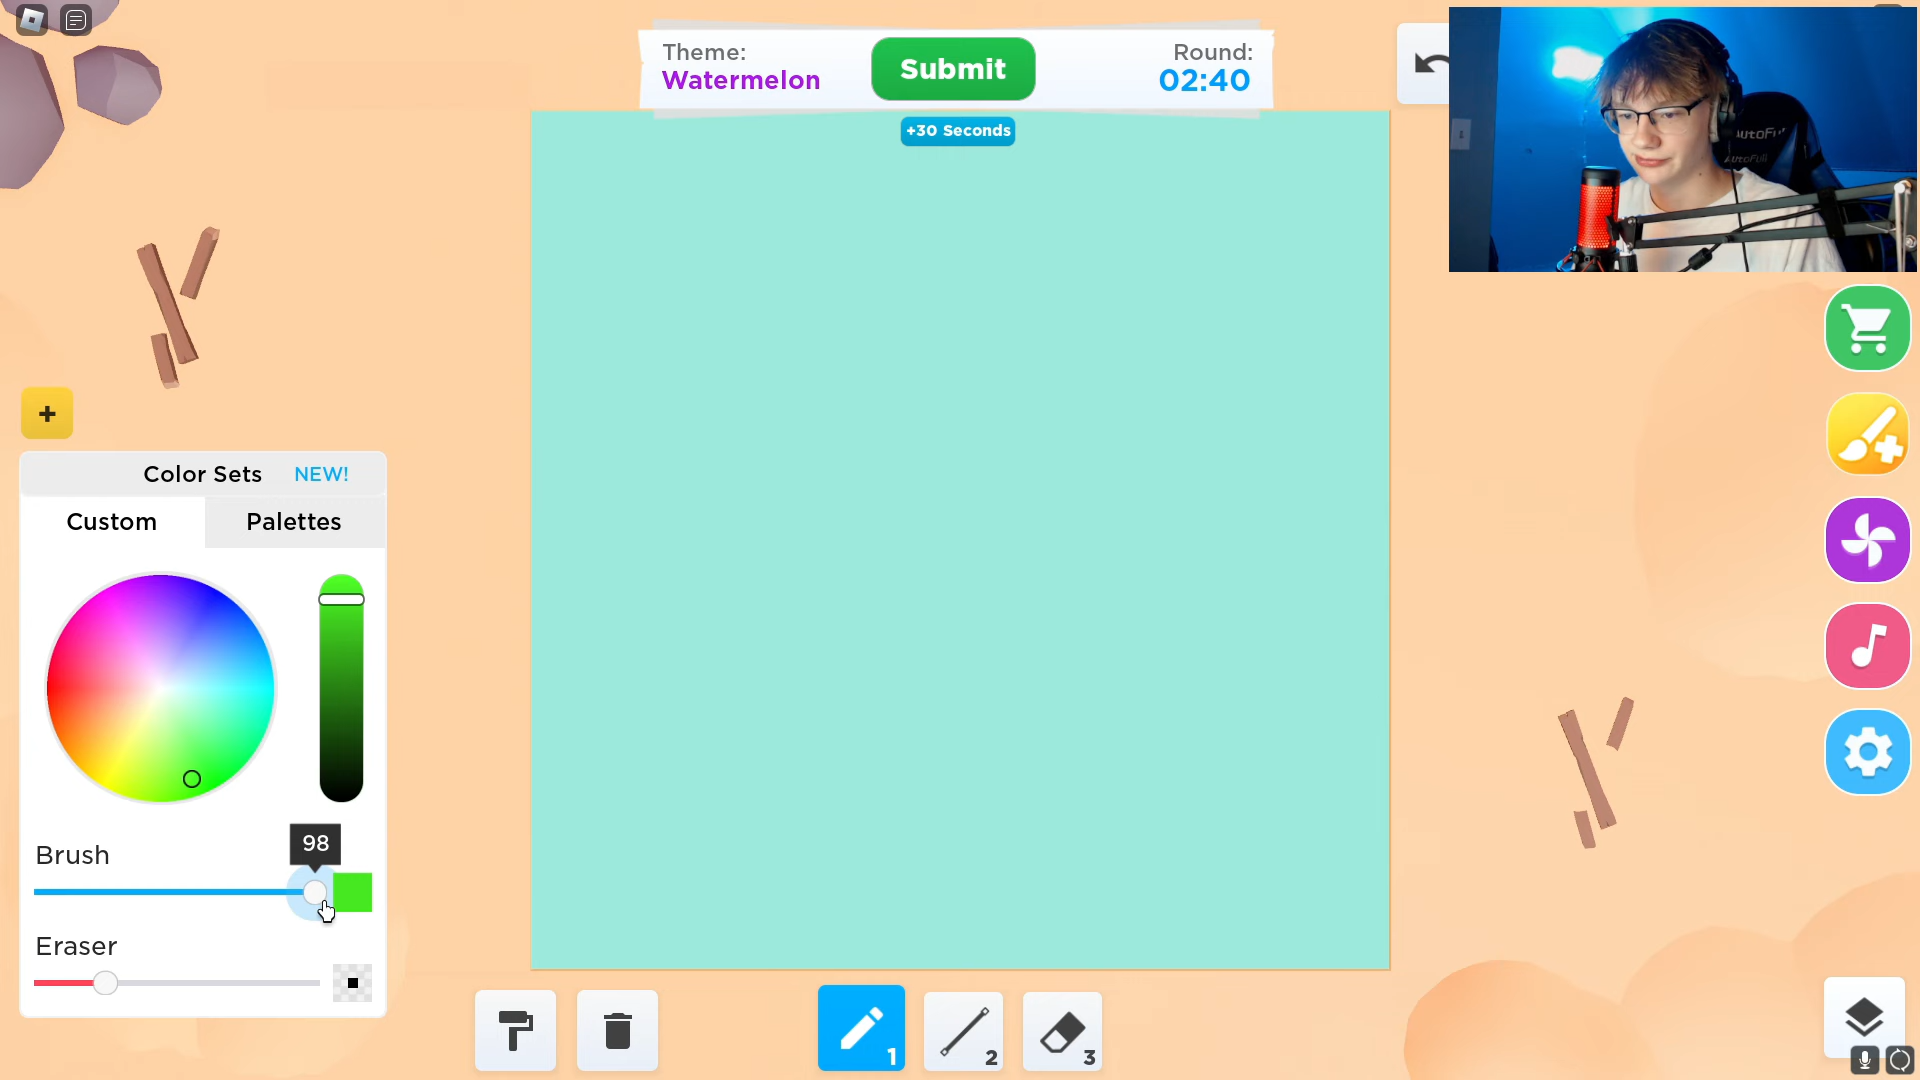 Theme:
Watermelon
Submit
Round:
02:40
+30 Seconds
AutoFull
+
Color Sets NEW!
Custom
Palettes
98
Brush
Eraser
1
2
3